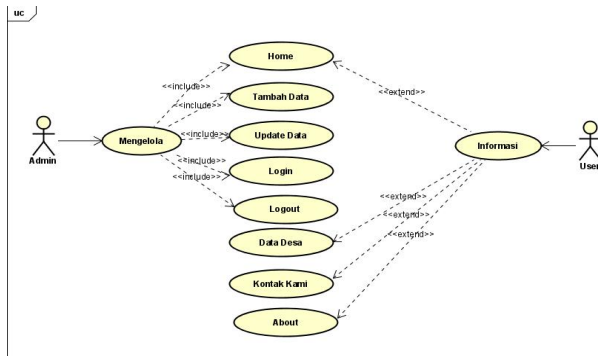 uc
Home
<<include>>
<<extend>>
Tambah Data
<<include>>
Update Data
<<include>>
Admin
Mengelola
Informasi
User
<<include>>
Login
<<include>>
Logout
<<extend>>
<<extend>>
Data Desa
<<extend>>
Kontak Kami
About